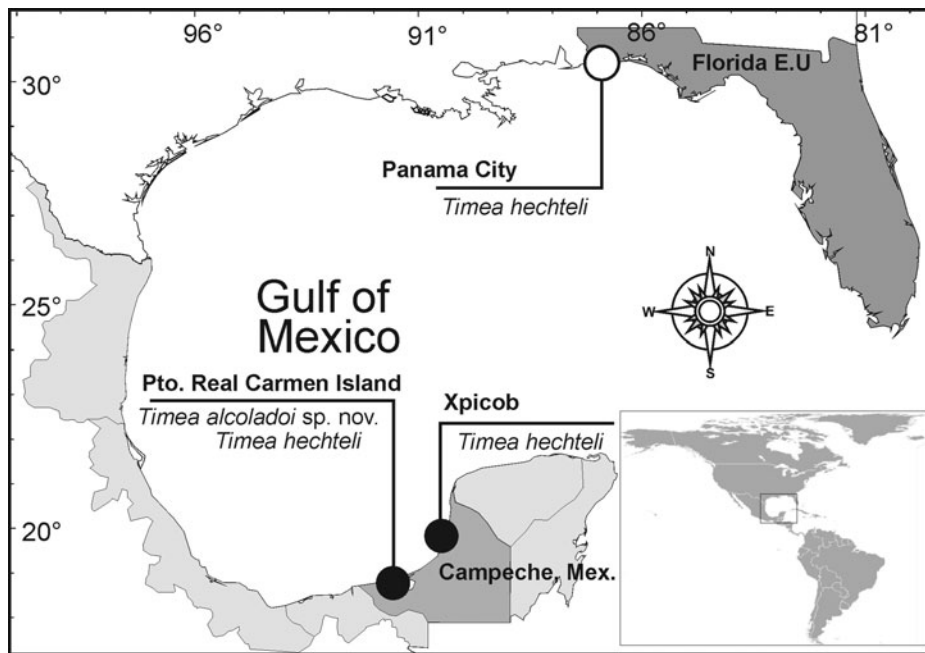 96°
91°
86°
81°
30°
Florida E.U
Panama City
Timea hechteli
25°
Gulf of
Mexico
N
W
E
S
Pto. Real Carmen Island
Timea alcoladoi sp. nov.
Timea hechteli
Xpicob
Timea hechteli
20°
Campeche, Mex.